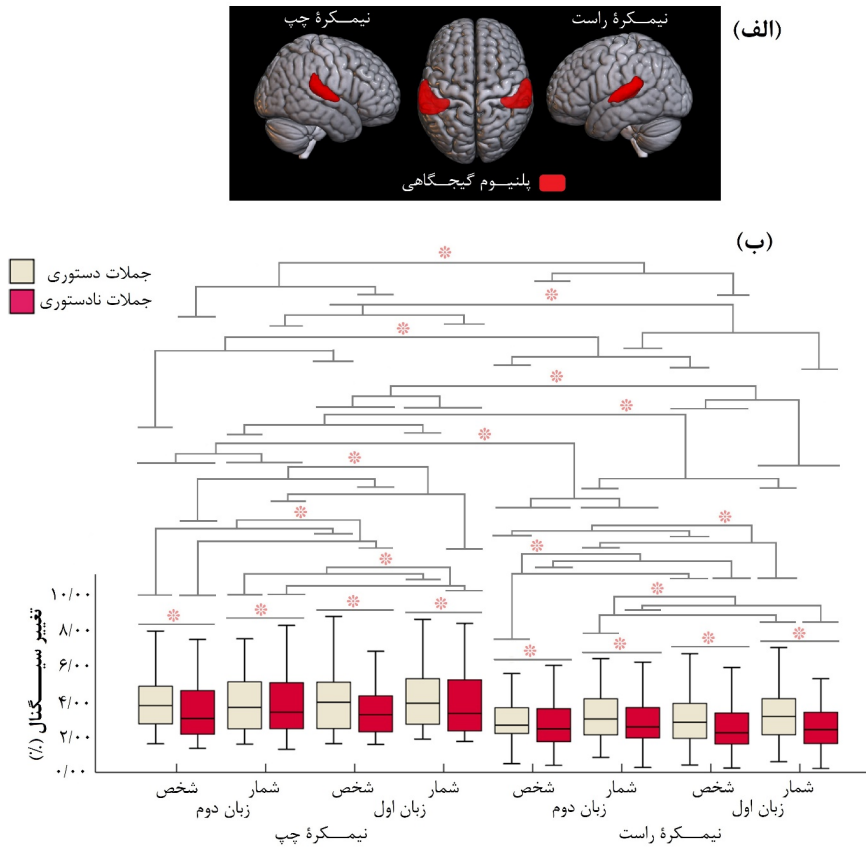 (الف)
نیمکرهٔ راست
نیمکرهٔ چپ
پلنیوم گیجگاهی
(ب)
جملات دستوری
جملات نادستوری
تغییر سیگنال (٪)
۱۰/۰۰
۸/۰۰
۶/۰۰
۴/۰۰
۲/۰۰
۰/۰۰
شخص شمار شخص شمار شخص شمار شخص شمار
زبان دوم زبان اول زبان دوم زبان اول
نیمکرهٔ چپ نیمکرهٔ راست